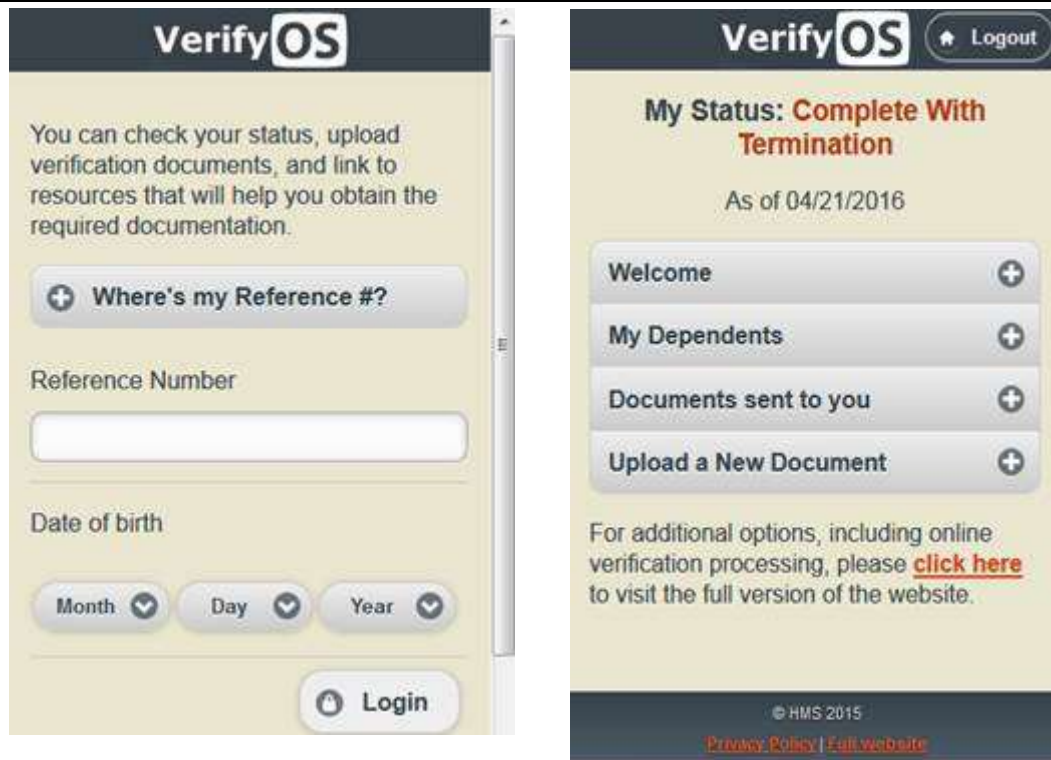 VerifyOS
You can check your status, upload
verification documents, and link to
resources that will help you obtain the
required documentation.
Where's my Reference #?
Reference Number
Date of birth
Month Day Year
Login
VerifyOS Logout
My Status: Complete With
Termination
As of 04/21/2016
Welcome
My Dependents
Documents sent to you
Upload a New Document
For additional options, including online
verification processing, please click here
to visit the full version of the website.
© HMS 2015
Privacy Policy | Full website